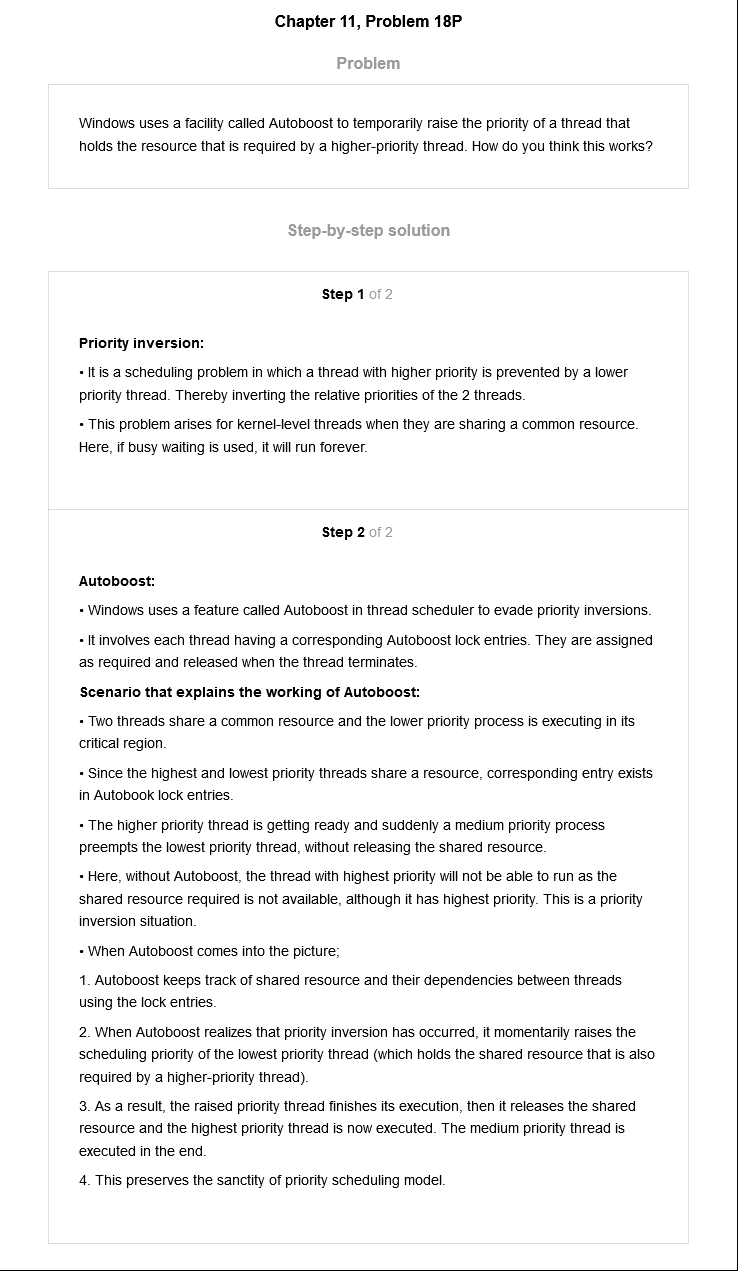 Chapter 11, Problem 18P
Problem
Windows uses a facility called Autoboost to temporarily raise the priority of a thread that
holds the resource that is required by a higher-priority thread. How do you think this works?
Step-by-step solution
Step 1 of 2
Priority inversion:
• It is a scheduling problem in which a thread with higher priority is prevented by a lower
priority thread. Thereby inverting the relative priorities of the 2 threads.
• This problem arises for kernel-level threads when they are sharing a common resource.
Here, if busy waiting is used, it will run forever.
Step 2 of 2
Autoboost:
• Windows uses a feature called Autoboost in thread scheduler to evade priority inversions.
• It involves each thread having a corresponding Autoboost lock entries. They are assigned
as required and released when the thread terminates.
Scenario that explains the working of Autoboost:
• Two threads share a common resource and the lower priority process is executing in its
critical region.
• Since the highest and lowest priority threads share a resource, corresponding entry exists
in Autobook lock entries.
• The higher priority thread is getting ready and suddenly a medium priority process
preempts the lowest priority thread, without releasing the shared resource.
• Here, without Autoboost, the thread with highest priority will not be able to run as the
shared resource required is not available, although it has highest priority. This is a priority
inversion situation.
• When Autoboost comes into the picture;
1. Autoboost keeps track of shared resource and their dependencies between threads
using the lock entries.
2. When Autoboost realizes that priority inversion has occurred, it momentarily raises the
scheduling priority of the lowest priority thread (which holds the shared resource that is also
required by a higher-priority thread).
3. As a result, the raised priority thread finishes its execution, then it releases the shared
resource and the highest priority thread is now executed. The medium priority thread is
executed in the end.
4. This preserves the sanctity of priority scheduling model.